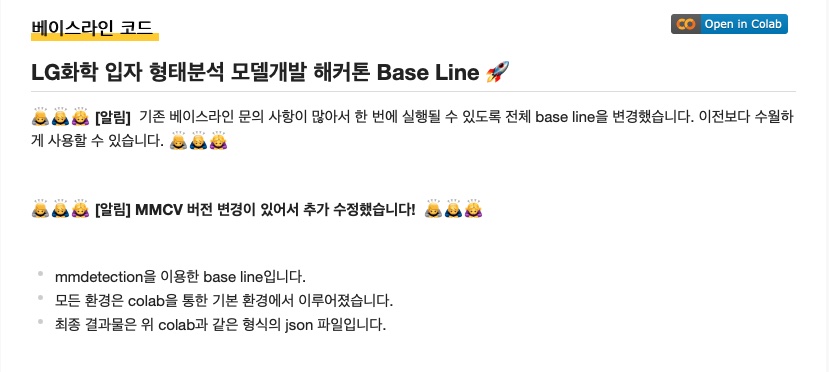 베이스라인 코드
Open in Colab
LG화학 입자 형태분석 모델개발 해커톤 Base Line 🚀
🙇🙇‍♂️🙇‍♀️ [알림] 기존 베이스라인 문의 사항이 많아서 한 번에 실행될 수 있도록 전체 base line을 변경했습니다. 이전보다 수월하
게 사용할 수 있습니다. 🙇🙇‍♂️🙇‍♀️
🙇🙇‍♂️🙇‍♀️ [알림] MMCV 버전 변경이 있어서 추가 수정했습니다! 🙇🙇‍♂️🙇‍♀️
mmdetection을 이용한 base line입니다.
모든 환경은 colab을 통한 기본 환경에서 이루어졌습니다.
최종 결과물은 위 colab과 같은 형식의 json 파일입니다.